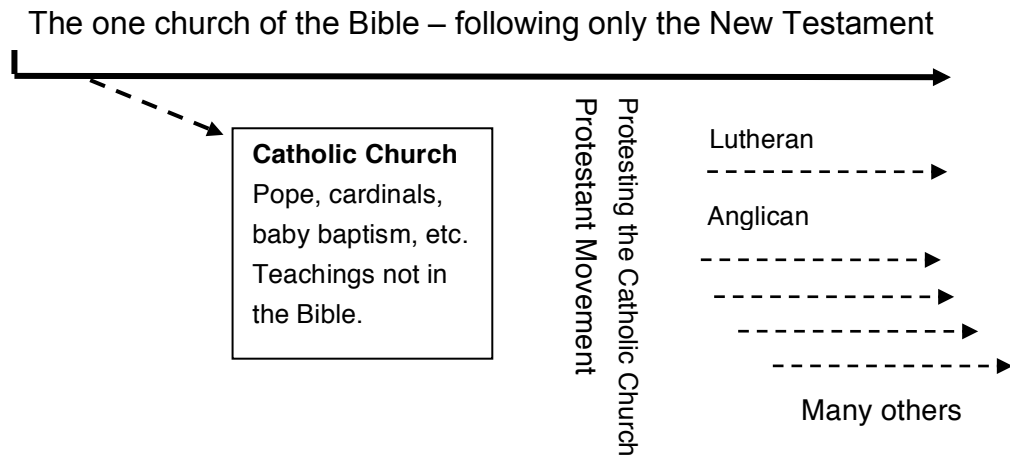 The one church of the Bible – following only the New Testament
Catholic Church
Pope, cardinals,
baby baptism, etc.
Teachings not in
the Bible.
Protestant Movement
Protesting the Catholic Church
Lutheran
Anglican
Many others